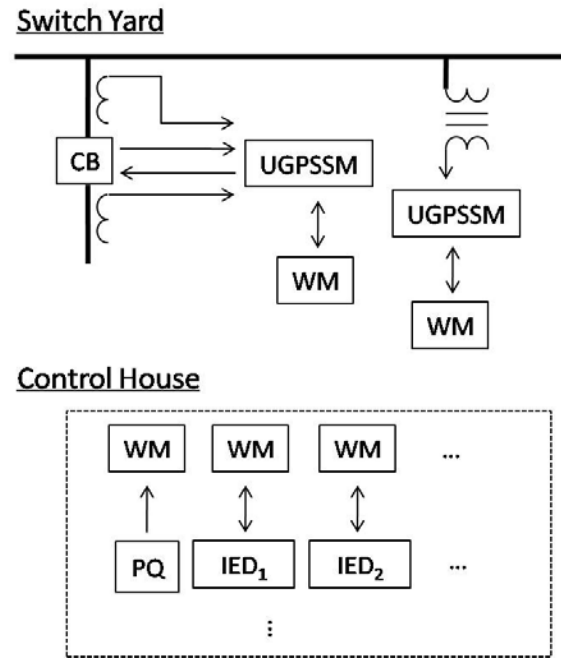 Switch Yard
CB
UGPSSM
UGPSSM
WM
WM
Control House
WM WM WM ...
PQ IED₁ IED₂ ...
...